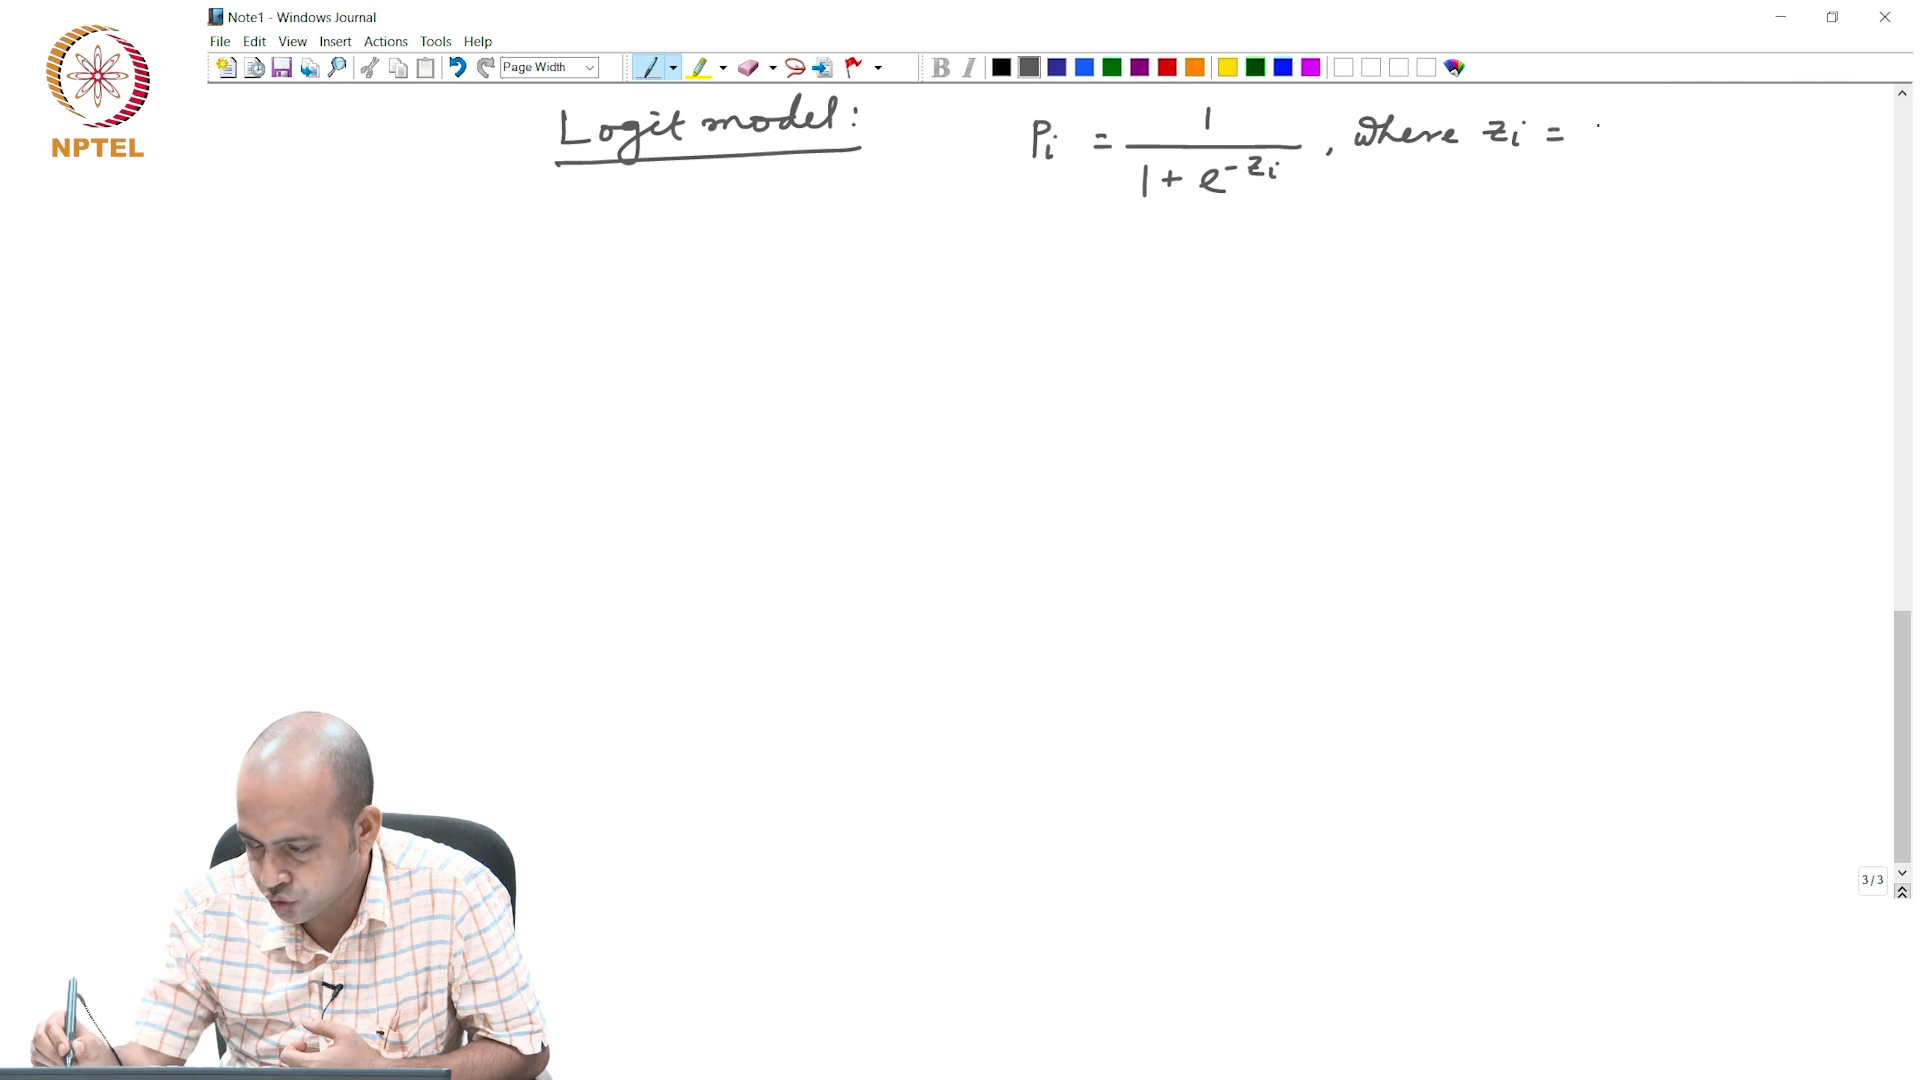 Note1 - Windows Journal
File Edit View Insert Actions Tools Help
Page Width
B I
NPTEL
Logit model: Pi = 1 / (1 + e^-zi), where zi =
3 / 3